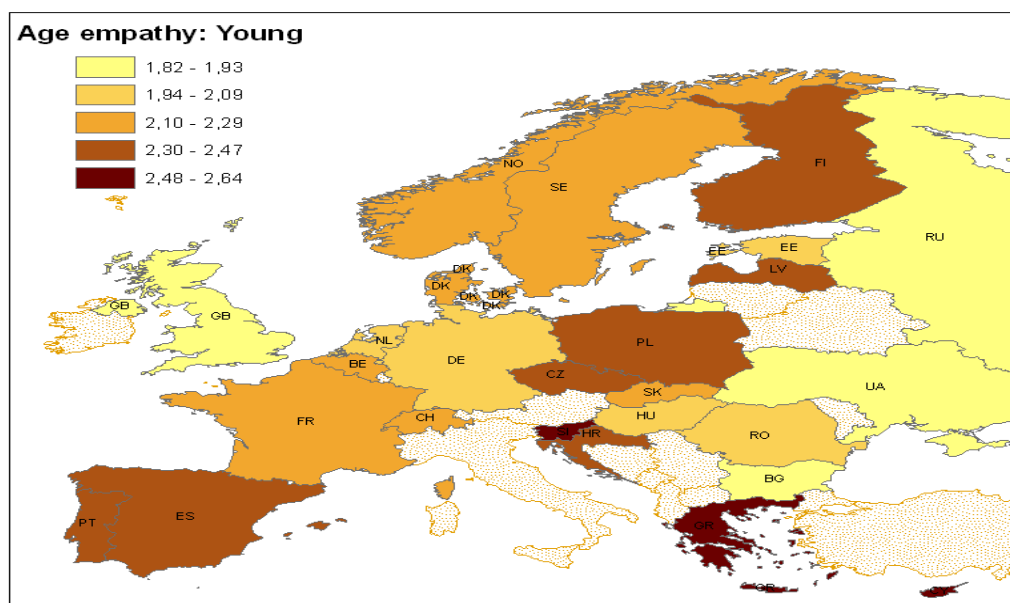 Age empathy: Young
1,82 - 1,93
1,94 - 2,09
2,10 - 2,29
2,30 - 2,47
2,48 - 2,64
NO
SE
FI
RU
EE
EE
LV
DK
DK
DK
DK
DK
GB
GB
NL
BE
DE
PL
CZ
SK
UA
FR
CH
HU
HR
RO
BG
PT
ES
GR
GR